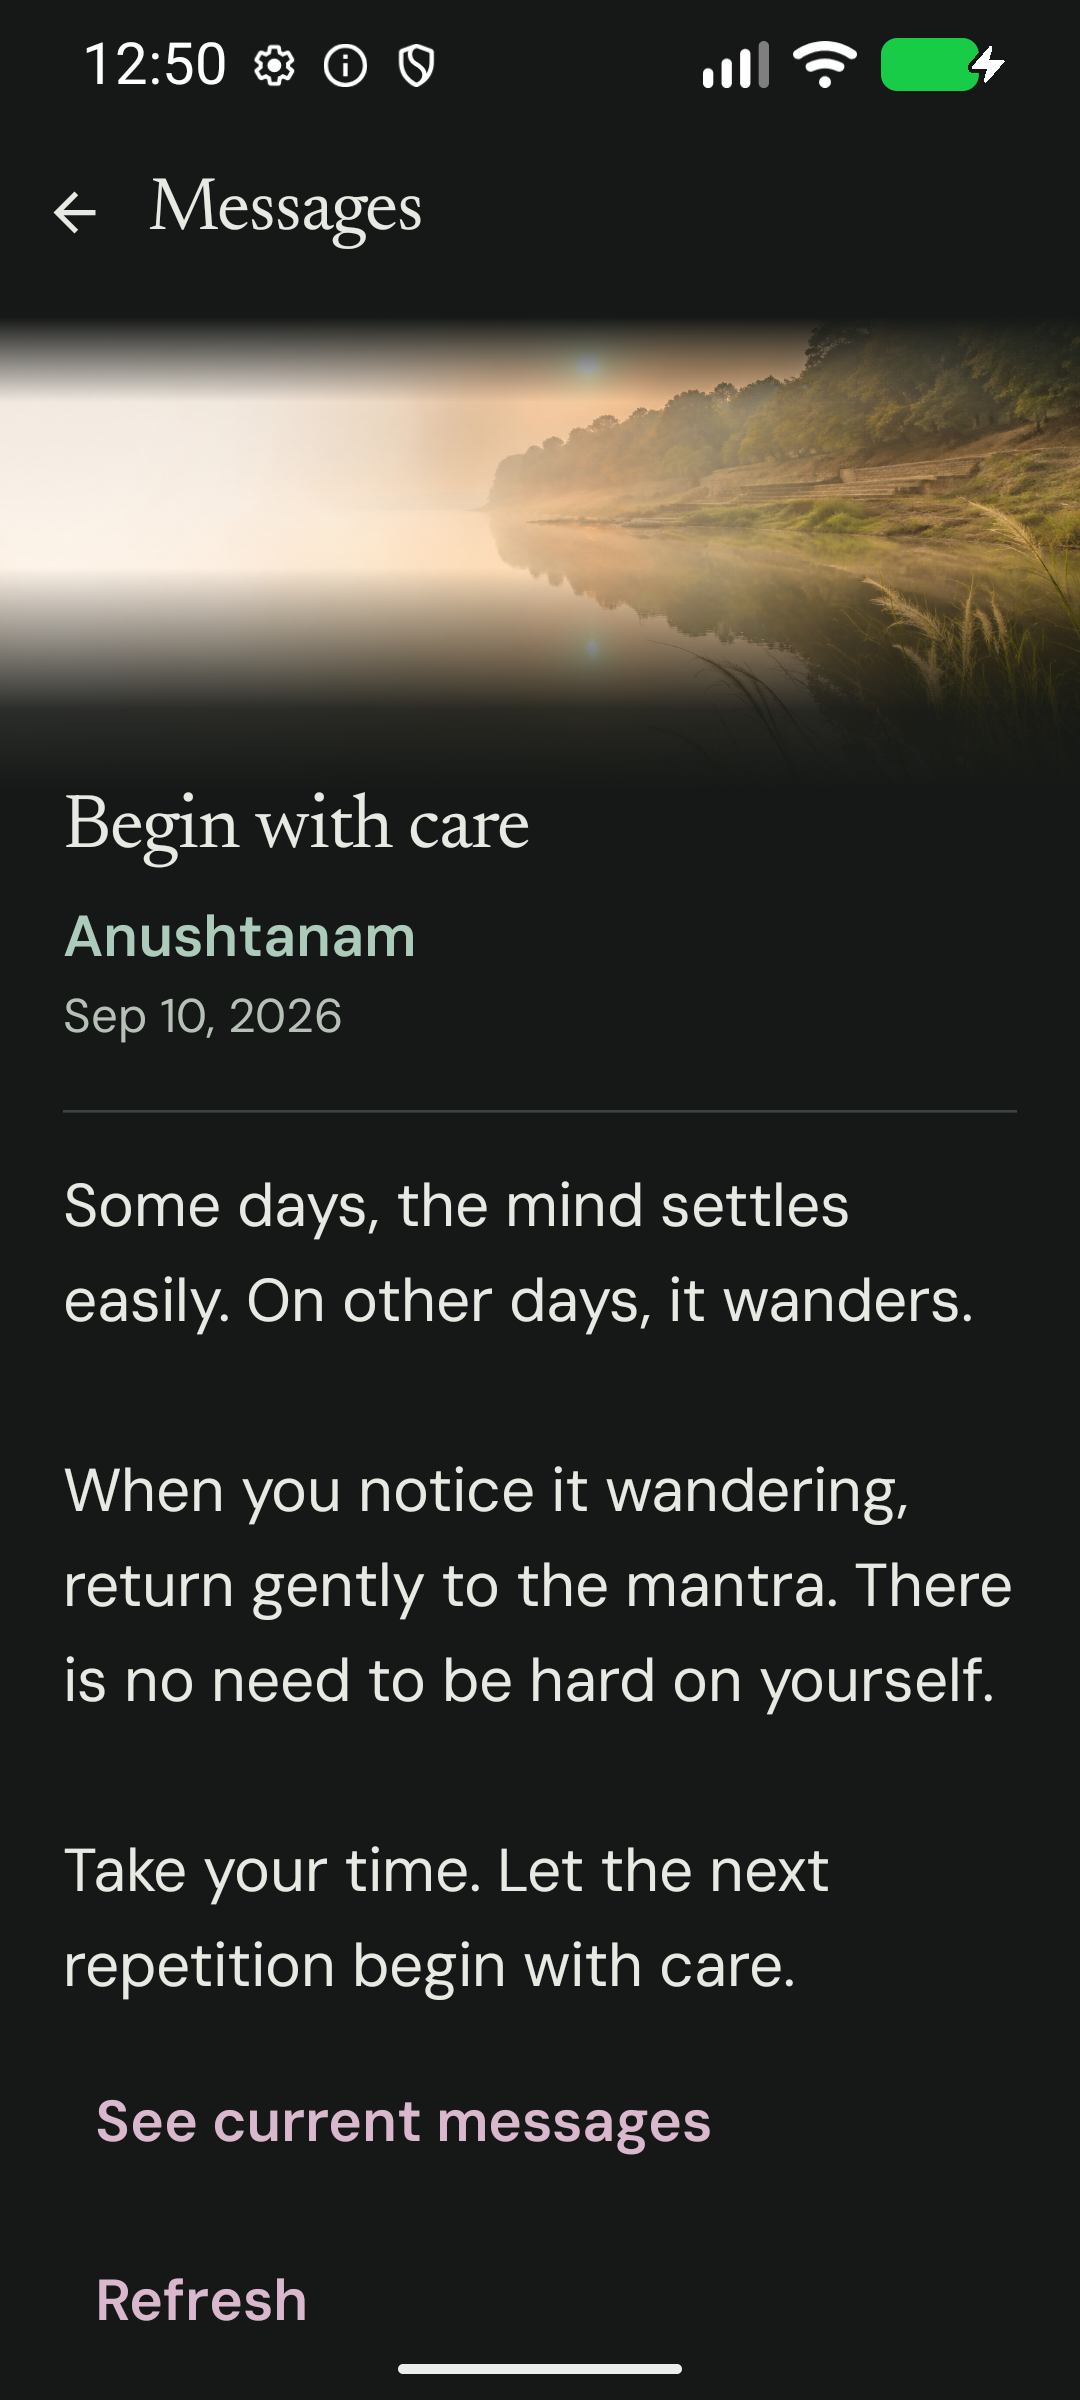 12:50
Messages
Begin with care
Anushtanam
Sep 10, 2026
Some days, the mind settles
easily. On other days, it wanders.
When you notice it wandering,
return gently to the mantra. There
is no need to be hard on yourself.
Take your time. Let the next
repetition begin with care.
See current messages
Refresh